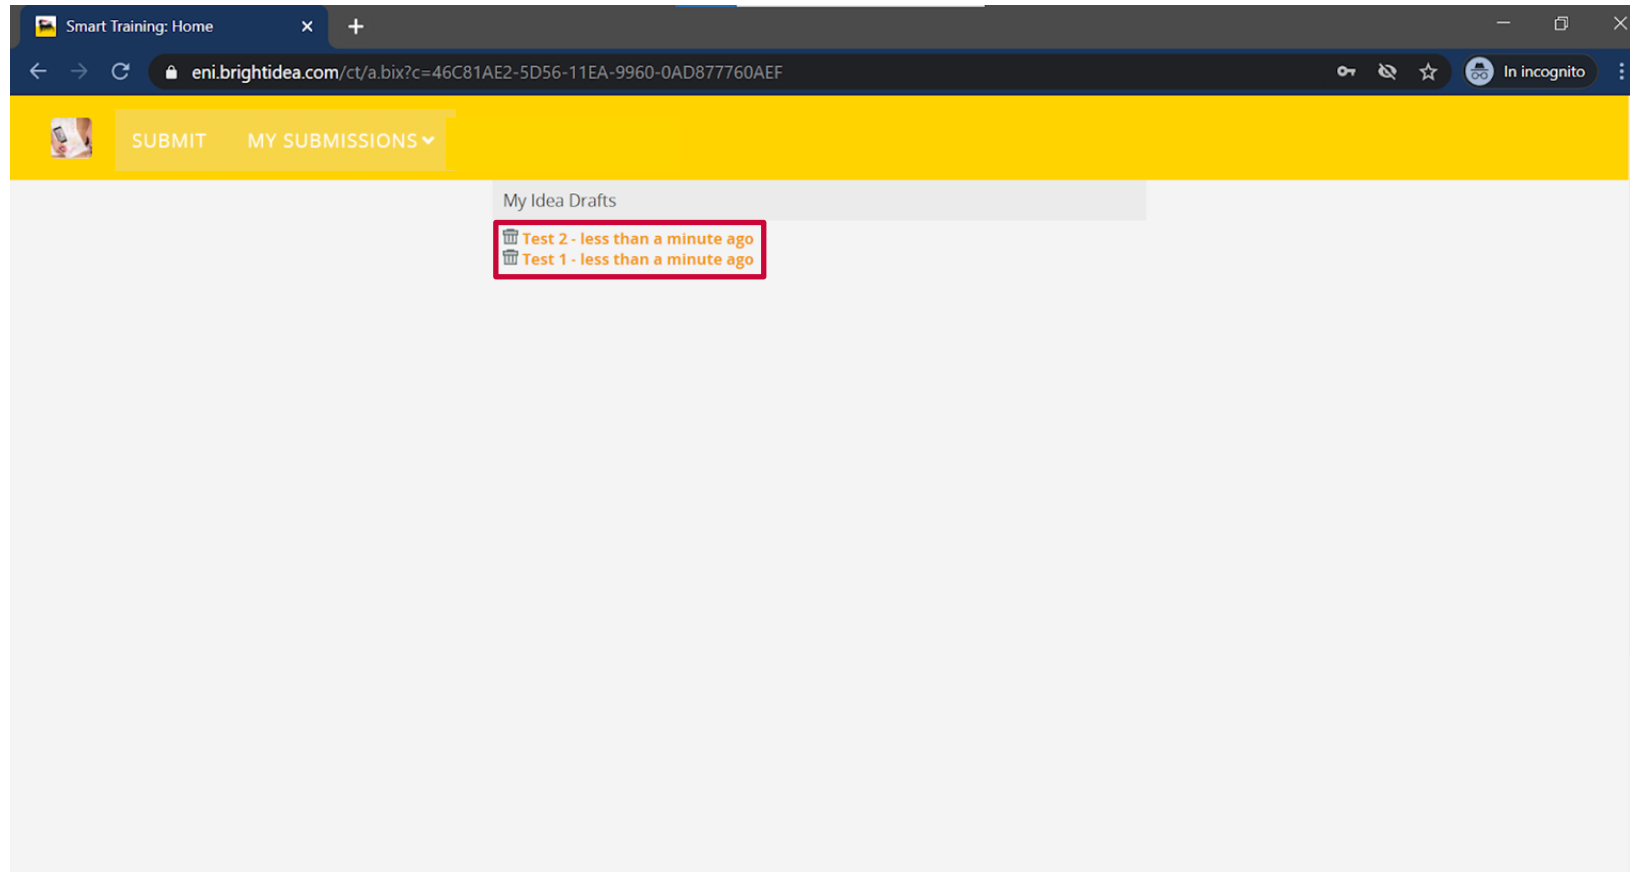 Smart Training: Home
eni.brightidea.com/ct/a.bix?c=46C81AE2-5D56-11EA-9960-0AD877760AEF
In incognito
SUBMIT
MY SUBMISSIONS
My Idea Drafts
Test 2 - less than a minute ago
Test 1 - less than a minute ago